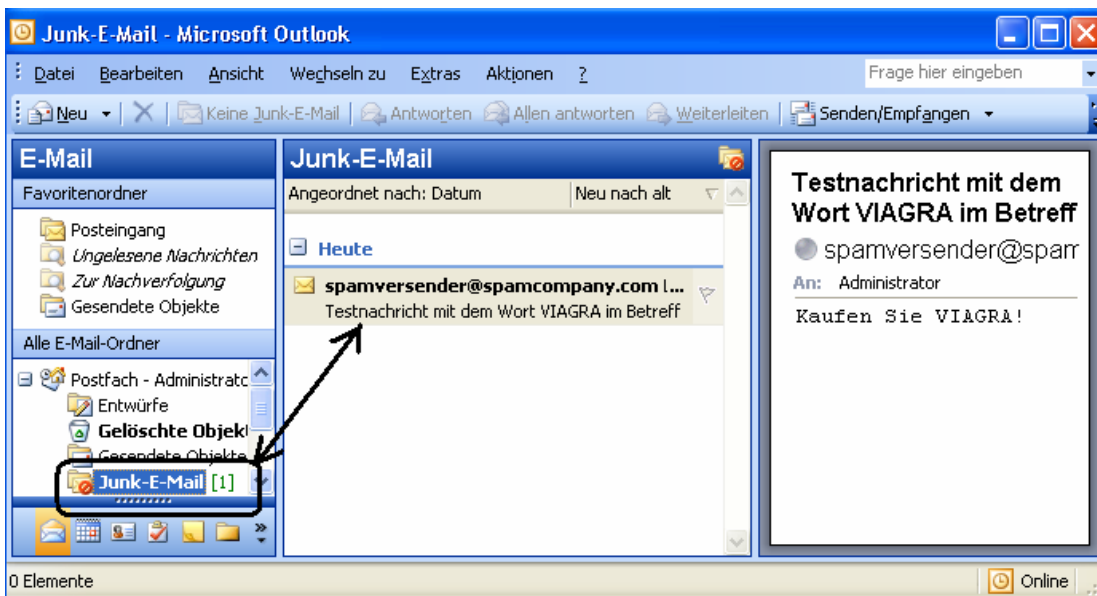 Junk-E-Mail - Microsoft Outlook
Datei Bearbeiten Ansicht Wechseln zu Extras Aktionen ? Frage hier eingeben
Neu Keine Junk-E-Mail Antworten Allen antworten Weiterleiten Senden/Empfangen
E-Mail
Favoritenordner
Posteingang
Ungelesene Nachrichten
Zur Nachverfolgung
Gesendete Objekte
Alle E-Mail-Ordner
Postfach - Administratc
Entwürfe
Gelöschte Objek
Gesendete Objekte
Junk-E-Mail [1]
Junk-E-Mail
Angeordnet nach: Datum Neu nach alt
Heute
spamversender@spamcompany.com l...
Testnachricht mit dem Wort VIAGRA im Betreff
Testnachricht mit dem
Wort VIAGRA im Betreff
spamversender@spam
An: Administrator
Kaufen Sie VIAGRA!
0 Elemente
Online